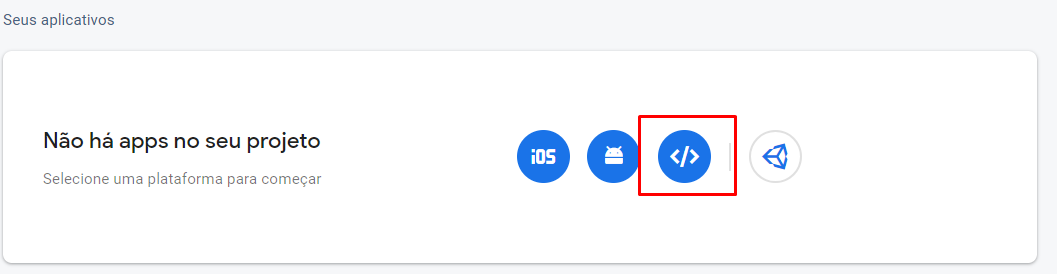 Seus aplicativos
Não há apps no seu projeto
Selecione uma plataforma para começar
iOS
</>